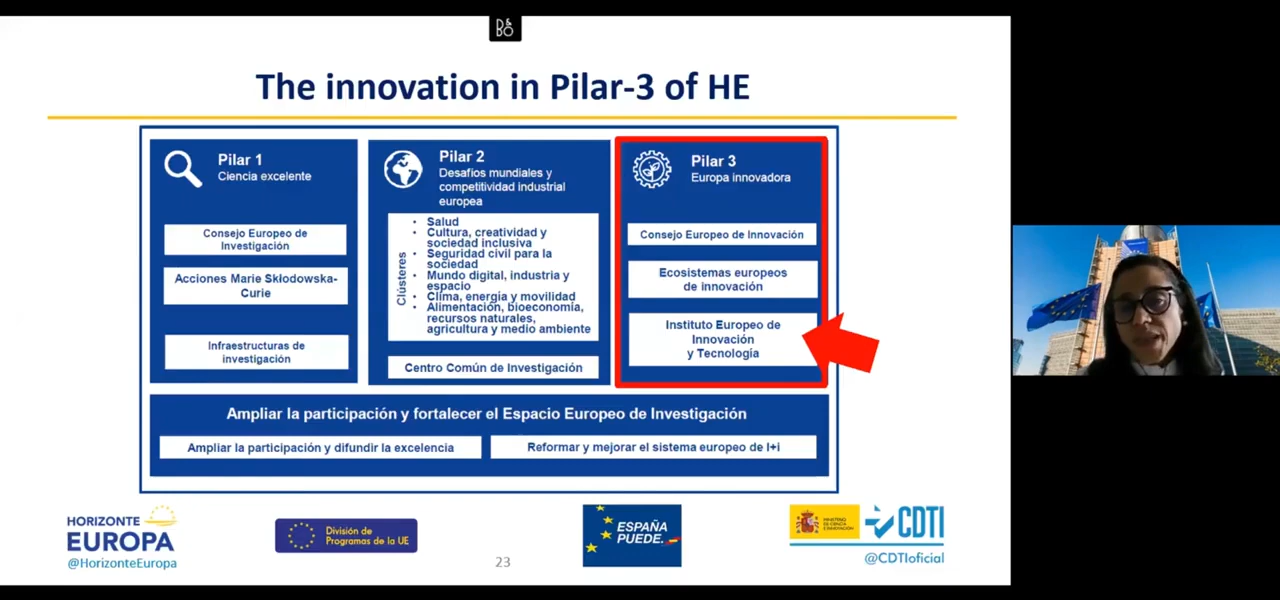 D&
BO
The innovation in Pilar-3 of HE
Pilar 1
Ciencia excelente
Consejo Europeo de
Investigación
Acciones Marie Skłodowska-
Curie
Infraestructuras de
investigación
Pilar 2
Desafíos mundiales y
competitividad industrial
europea
Clústeres
• Salud
• Cultura, creatividad y
sociedad inclusiva
• Seguridad civil para la
sociedad
• Mundo digital, industria y
espacio
• Clima, energía y movilidad
• Alimentación, bioeconomía,
recursos naturales,
agricultura y medio ambiente
Centro Común de Investigación
Pilar 3
Europa innovadora
Consejo Europeo de Innovación
Ecosistemas europeos
de innovación
Instituto Europeo de
Innovación
y Tecnología
Ampliar la participación y fortalecer el Espacio Europeo de Investigación
Ampliar la participación y difundir la excelencia
Reformar y mejorar el sistema europeo de I+i
HORIZONTE
EUROPA
@HorizonteEuropa
División de
Programas de la UE
23
ESPAÑA
PUEDE.
MINISTERIO
DE CIENCIA
E INNOVACIÓN
CDTI
@CDTIoficial